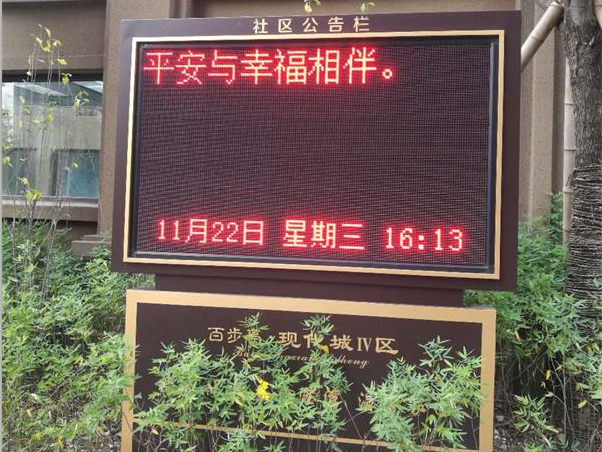 社区公告栏
平安与幸福相伴。
11月22日 星期三 16:13
百步亭 现代城IV区